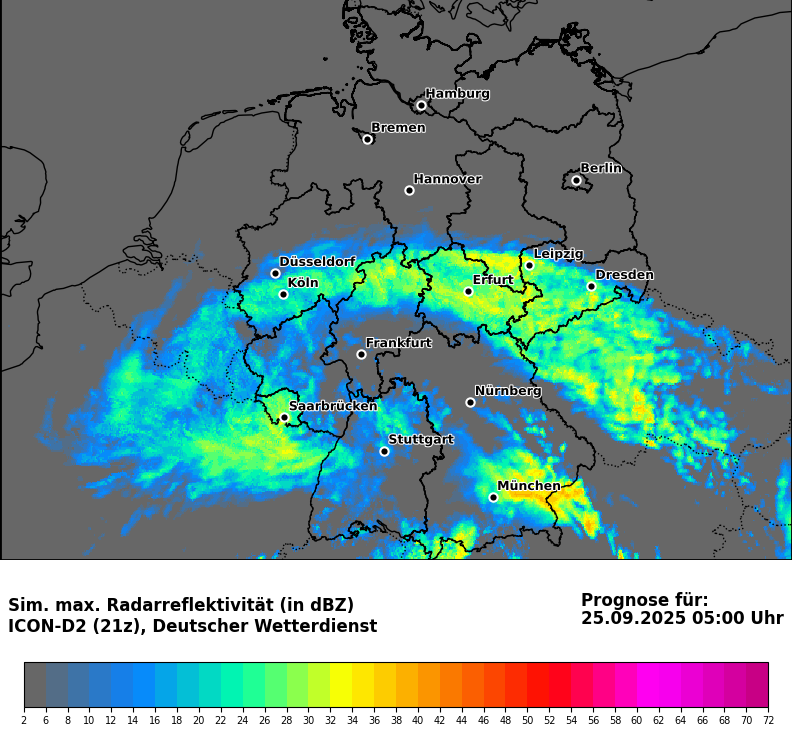 Hamburg
Bremen
Berlin
Hannover
Leipzig
Düsseldorf
Dresden
Köln
Erfurt
Frankfurt
Nürnberg
Saarbrücken
Stuttgart
München
Sim. max. Radarreflektivität (in dBZ)
ICON-D2 (21z), Deutscher Wetterdienst
Prognose für:
25.09.2025 05:00 Uhr
2 6 8 10 12 14 16 18 20 22 24 26 28 30 32 34 36 38 40 42 44 46 48 50 52 54 56 58 60 62 64 66 68 70 72